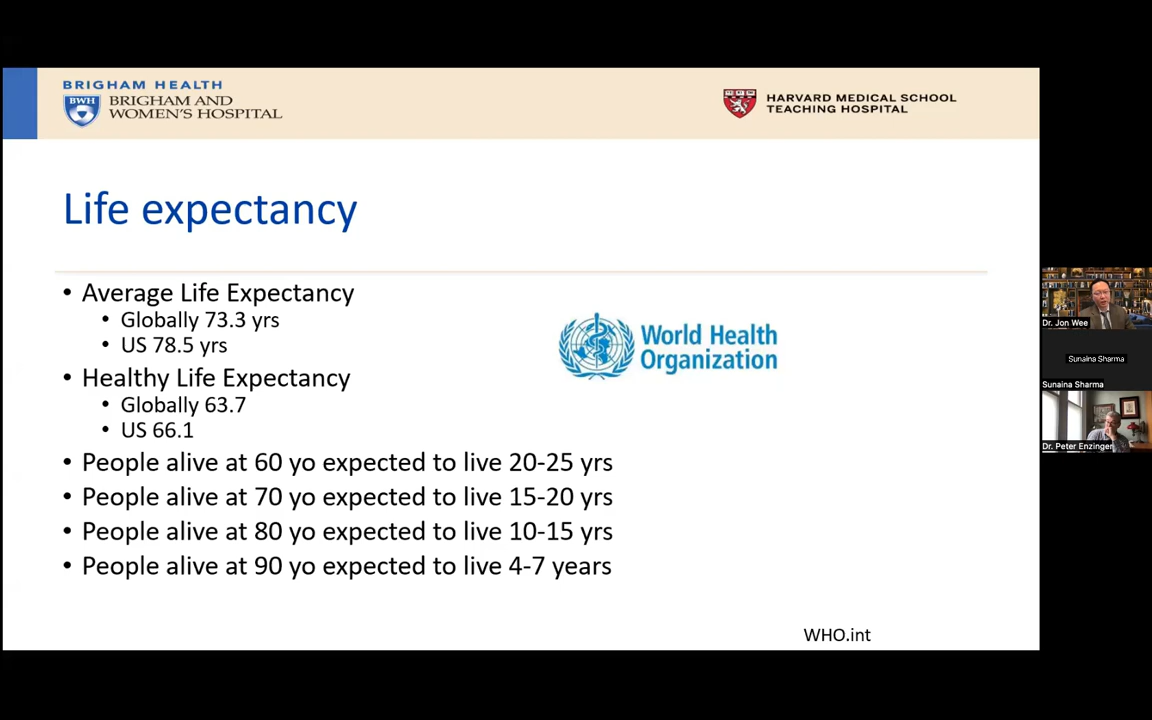 BRIGHAM HEALTH
BWH
BRIGHAM AND
WOMEN'S HOSPITAL
HARVARD MEDICAL SCHOOL
TEACHING HOSPITAL
Life expectancy
• Average Life Expectancy
• Globally 73.3 yrs
• US 78.5 yrs
• Healthy Life Expectancy
• Globally 63.7
• US 66.1
• People alive at 60 yo expected to live 20-25 yrs
• People alive at 70 yo expected to live 15-20 yrs
• People alive at 80 yo expected to live 10-15 yrs
• People alive at 90 yo expected to live 4-7 years
World Health
Organization
WHO.int
Dr. Jon Wee
Sunaina Sharma
Sunaina Sharma
Dr. Peter Enzinger